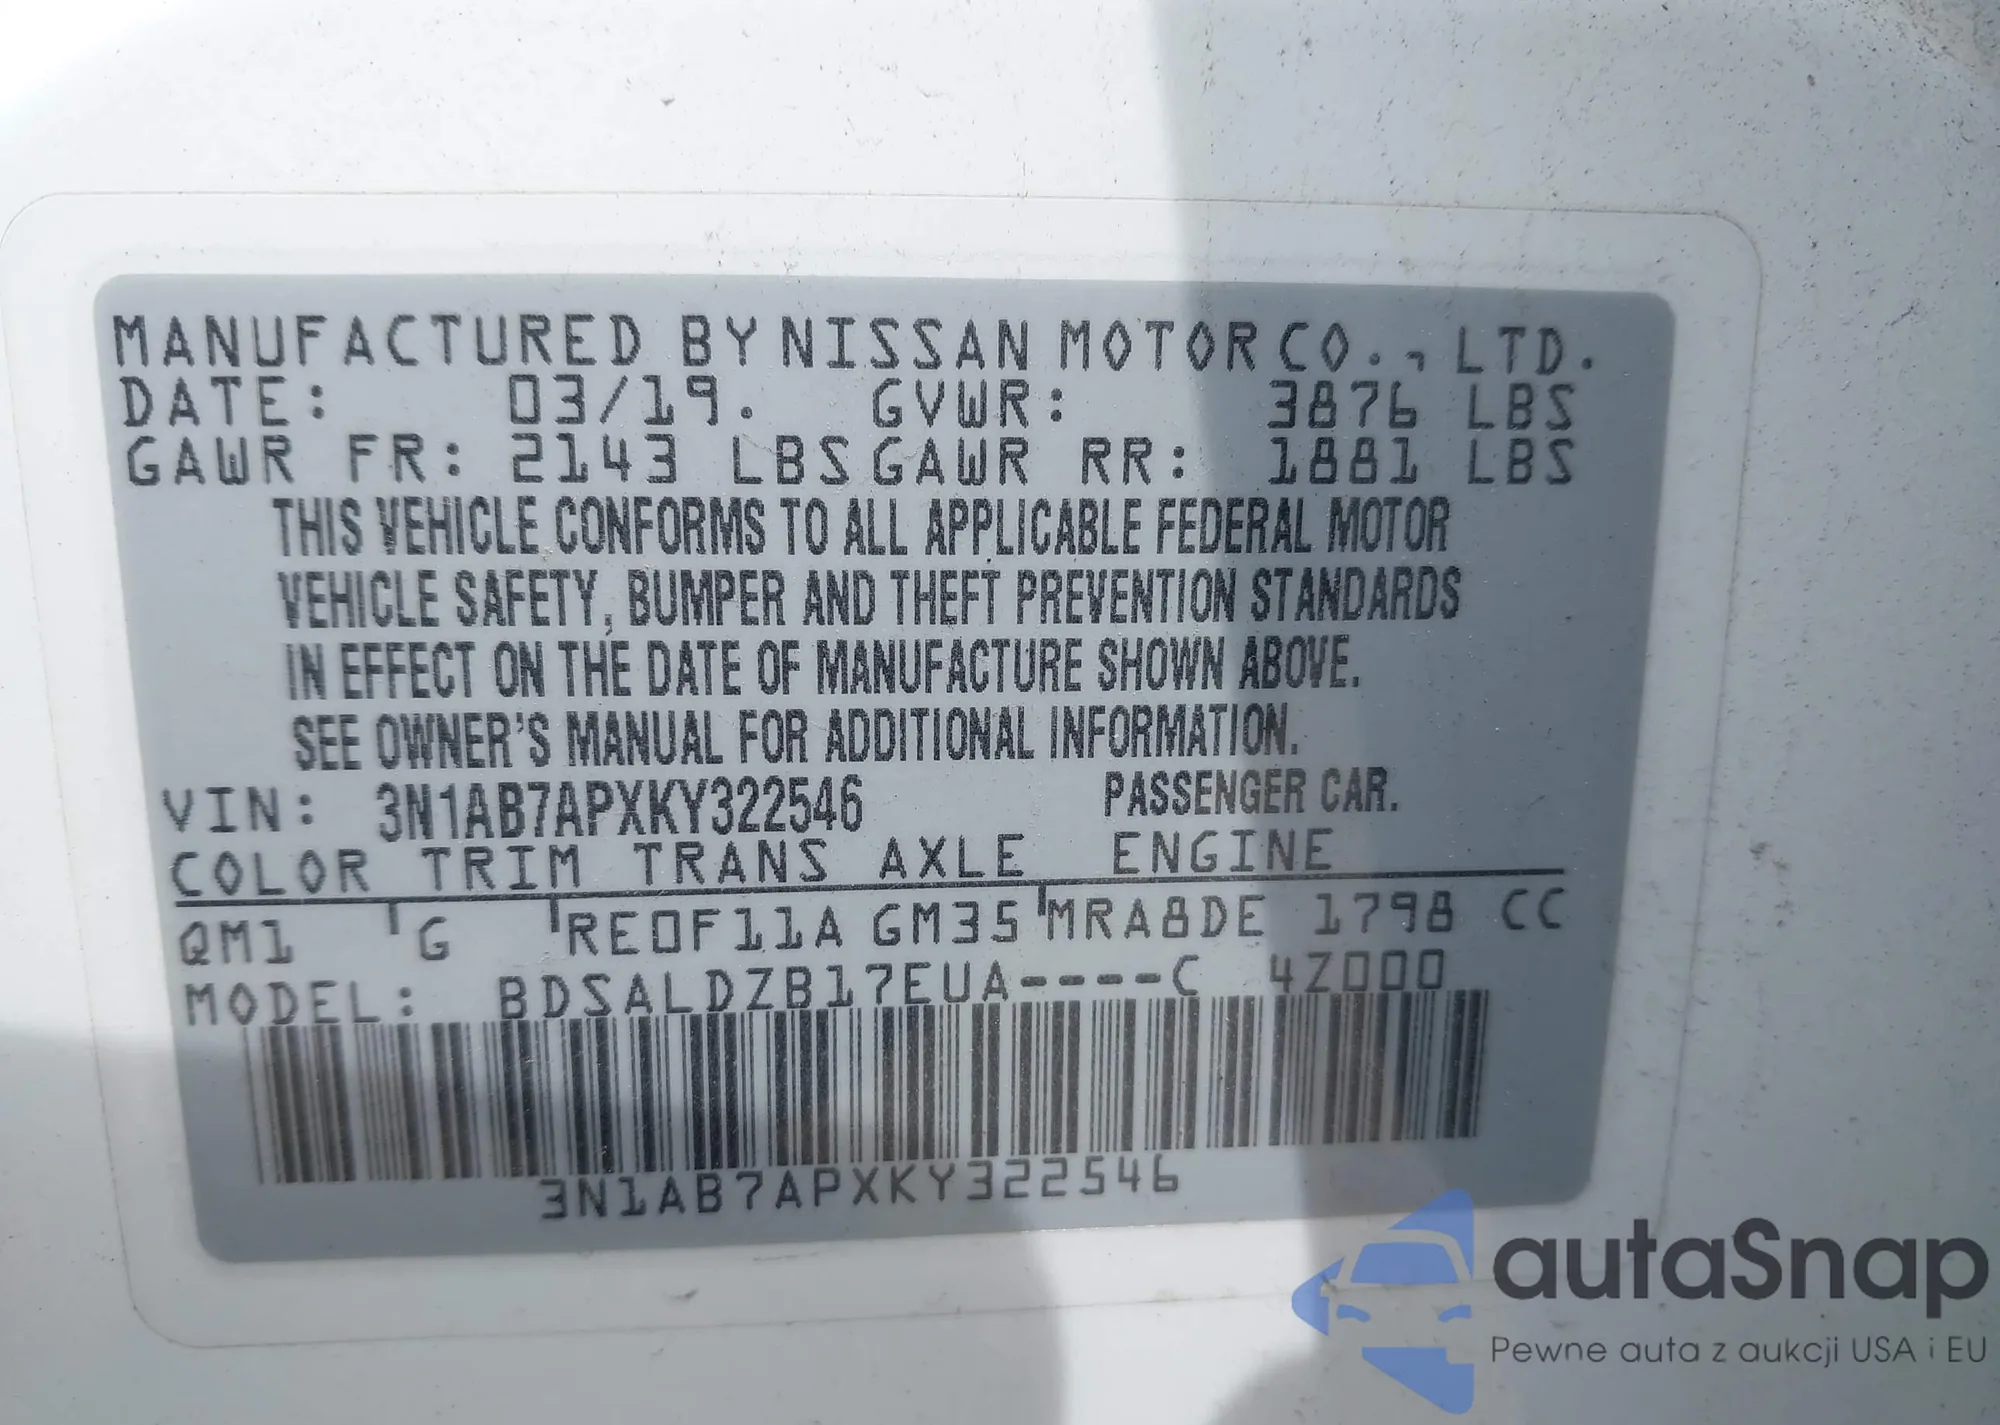 MANUFACTURED BY NISSAN MOTOR CO., LTD.
DATE: 03/19. GVWR: 3876 LBS
GAWR FR: 2143 LBS GAWR RR: 1881 LBS
THIS VEHICLE CONFORMS TO ALL APPLICABLE FEDERAL MOTOR
VEHICLE SAFETY, BUMPER AND THEFT PREVENTION STANDARDS
IN EFFECT ON THE DATE OF MANUFACTURE SHOWN ABOVE.
SEE OWNER'S MANUAL FOR ADDITIONAL INFORMATION.
VIN: 3N1AB7APXKY322546 PASSENGER CAR.
COLOR TRIM TRANS AXLE ENGINE
QM1 G RE0F11A GM35 MRA8DE 1798 CC
MODEL: BDSALDZB17EUA----C 4Z000
3N1AB7APXKY322546
autaSnap
Pewne auta z aukcji USA i EU